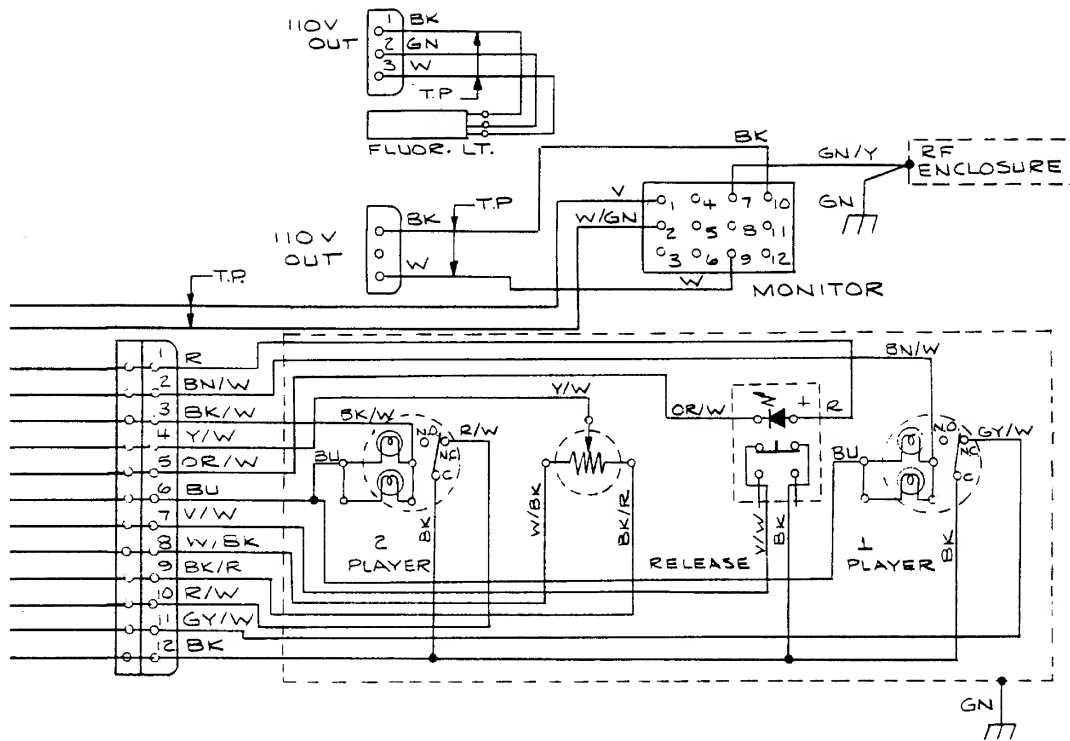 110V
OUT
1 BK
2 GN
3 W
T.P
FLUOR. LT.
BK
GN/Y
RF
ENCLOSURE
GN
V
W/GN
1 4 7 10
2 5 8 11
3 6 9 12
W
MONITOR
110V
OUT
BK
T.P
W
T.P.
1 R
2 BN/W
3 BK/W
4 Y/W
5 OR/W
6 BU
7 V/W
8 W/BK
9 BK/R
10 R/W
11 GY/W
12 BK
BK/W
BU
N.O.
N.C.
C
R/W
BK
2
PLAYER
Y/W
W/BK
BK/R
OR/W
+
R
V/W
BK
RELEASE
BN/W
BU
N.O.
N.C.
C
GY/W
BK
1
PLAYER
GN